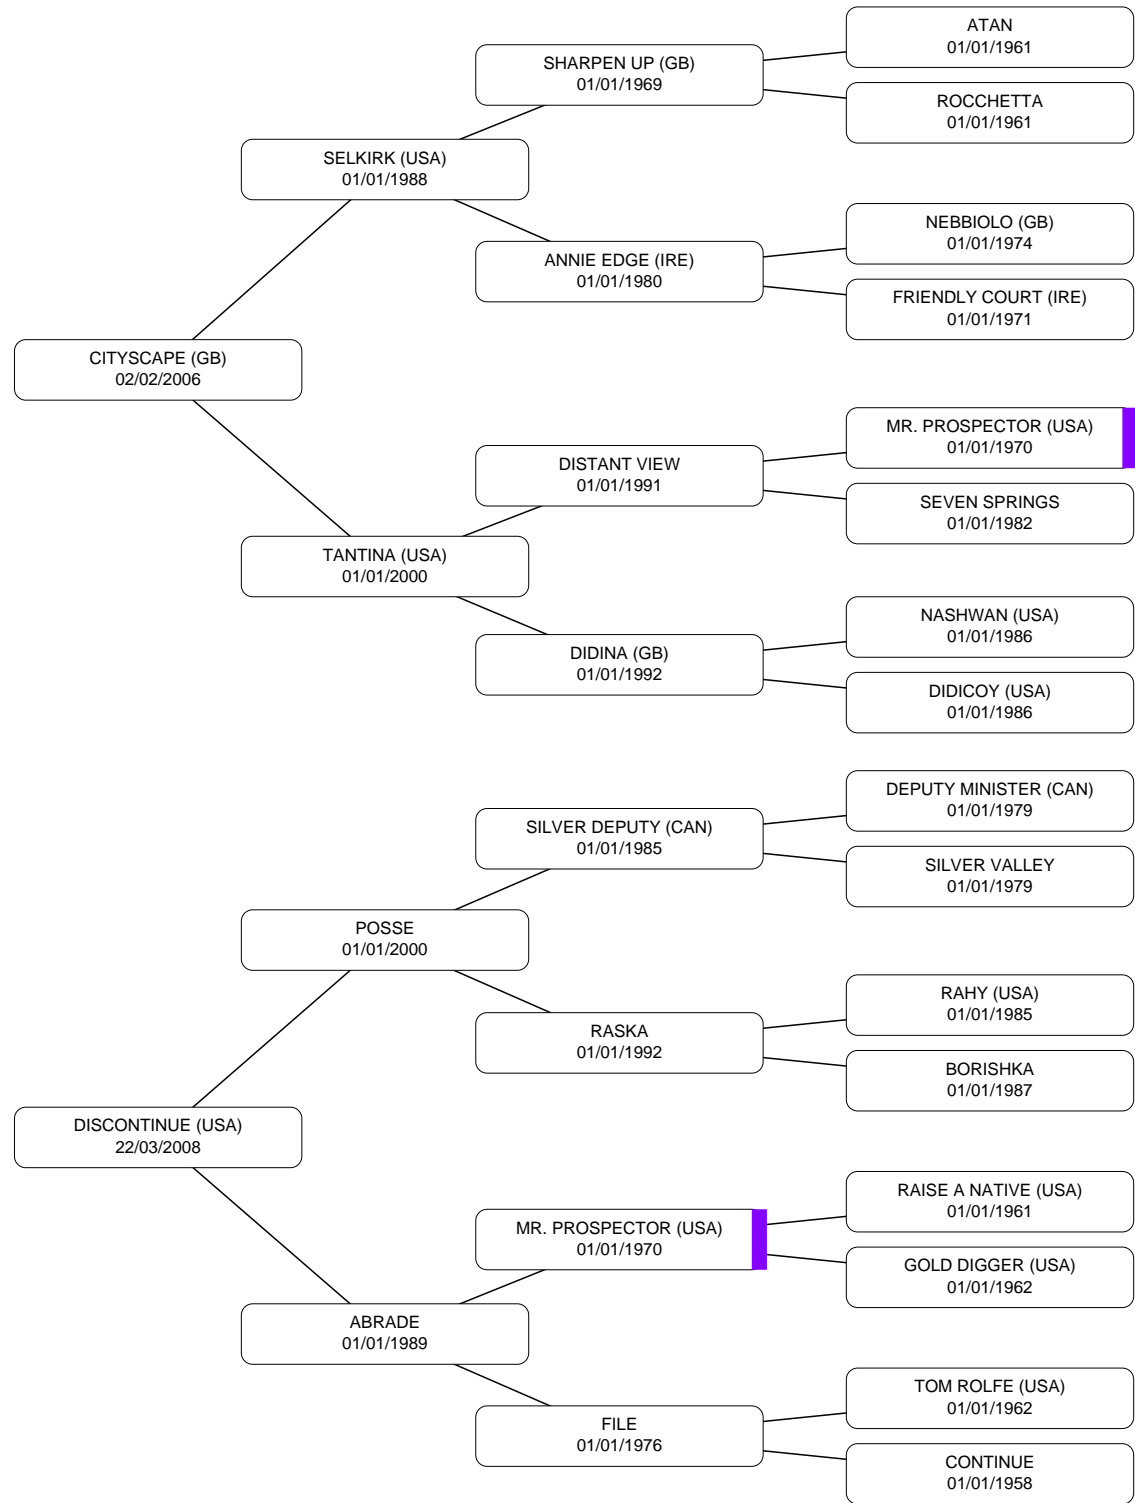 ATAN
01/01/1961
SHARPEN UP (GB)
01/01/1969
ROCCHETTA
01/01/1961
SELKIRK (USA)
01/01/1988
NEBBIOLO (GB)
01/01/1974
ANNIE EDGE (IRE)
01/01/1980
FRIENDLY COURT (IRE)
01/01/1971
CITYSCAPE (GB)
02/02/2006
MR. PROSPECTOR (USA)
01/01/1970
DISTANT VIEW
01/01/1991
SEVEN SPRINGS
01/01/1982
TANTINA (USA)
01/01/2000
NASHWAN (USA)
01/01/1986
DIDINA (GB)
01/01/1992
DIDICOY (USA)
01/01/1986
DEPUTY MINISTER (CAN)
01/01/1979
SILVER DEPUTY (CAN)
01/01/1985
SILVER VALLEY
01/01/1979
POSSE
01/01/2000
RAHY (USA)
01/01/1985
RASKA
01/01/1992
BORISHKA
01/01/1987
DISCONTINUE (USA)
22/03/2008
RAISE A NATIVE (USA)
01/01/1961
MR. PROSPECTOR (USA)
01/01/1970
GOLD DIGGER (USA)
01/01/1962
ABRADE
01/01/1989
TOM ROLFE (USA)
01/01/1962
FILE
01/01/1976
CONTINUE
01/01/1958